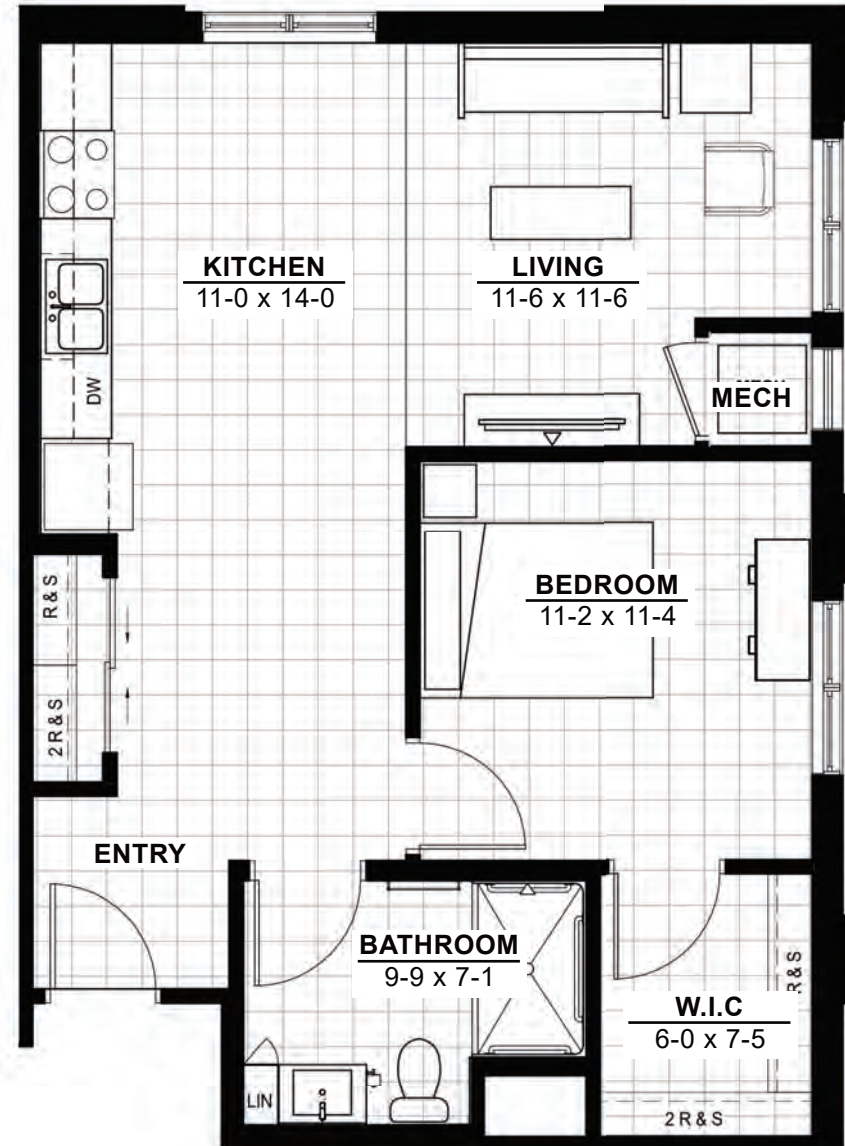 KITCHEN
11-0 x 14-0
LIVING
11-6 x 11-6
MECH
DW
BEDROOM
11-2 x 11-4
R & S
2R & S
ENTRY
BATHROOM
9-9 x 7-1
R & S
W.I.C
6-0 x 7-5
LIN
2R & S